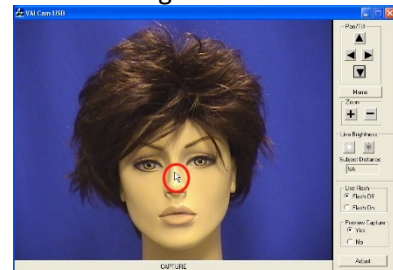 VAI Cam USB
Pan/Tilt
Home
Zoom
Live Brightness
Subject Distance
NA
Use Flash
Flash Off
Flash On
Preview Capture
Yes
No
Adjust
CAPTURE